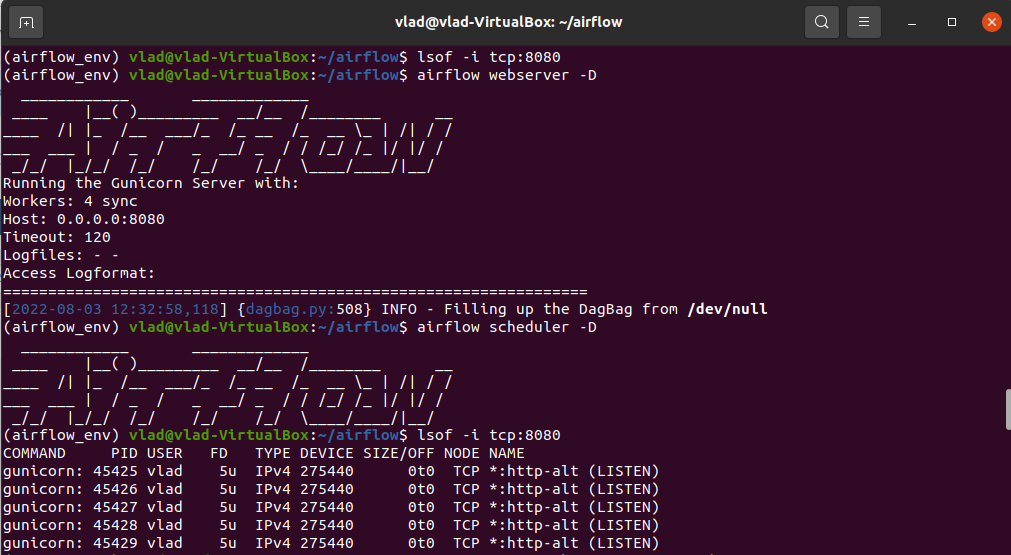 vlad@vlad-VirtualBox: ~/airflow
(airflow_env) vlad@vlad-VirtualBox:~/airflow$ lsof -i tcp:8080
(airflow_env) vlad@vlad-VirtualBox:~/airflow$ airflow webserver -D
  ____________       _____________
 ____    |__( )_________  __/__  /________      __
____  /| |_  /__  ___/_  /_ __  /_  __ \_ | /| / /
___  ___ |  / _  /   _  __/ _  / / /_/ /_ |/ |/ /
 _/_/  |_/_/  /_/    /_/    /_/  \____/____/|__/
Running the Gunicorn Server with:
Workers: 4 sync
Host: 0.0.0.0:8080
Timeout: 120
Logfiles: - -
Access Logformat:
=================================================================
[2022-08-03 12:32:58,118] {dagbag.py:508} INFO - Filling up the DagBag from /dev/null
(airflow_env) vlad@vlad-VirtualBox:~/airflow$ airflow scheduler -D
  ____________       _____________
 ____    |__( )_________  __/__  /________      __
____  /| |_  /__  ___/_  /_ __  /_  __ \_ | /| / /
___  ___ |  / _  /   _  __/ _  / / /_/ /_ |/ |/ /
 _/_/  |_/_/  /_/    /_/    /_/  \____/____/|__/
(airflow_env) vlad@vlad-VirtualBox:~/airflow$ lsof -i tcp:8080
COMMAND     PID USER   FD   TYPE DEVICE SIZE/OFF NODE NAME
gunicorn: 45425 vlad    5u  IPv4 275440      0t0  TCP *:http-alt (LISTEN)
gunicorn: 45426 vlad    5u  IPv4 275440      0t0  TCP *:http-alt (LISTEN)
gunicorn: 45427 vlad    5u  IPv4 275440      0t0  TCP *:http-alt (LISTEN)
gunicorn: 45428 vlad    5u  IPv4 275440      0t0  TCP *:http-alt (LISTEN)
gunicorn: 45429 vlad    5u  IPv4 275440      0t0  TCP *:http-alt (LISTEN)